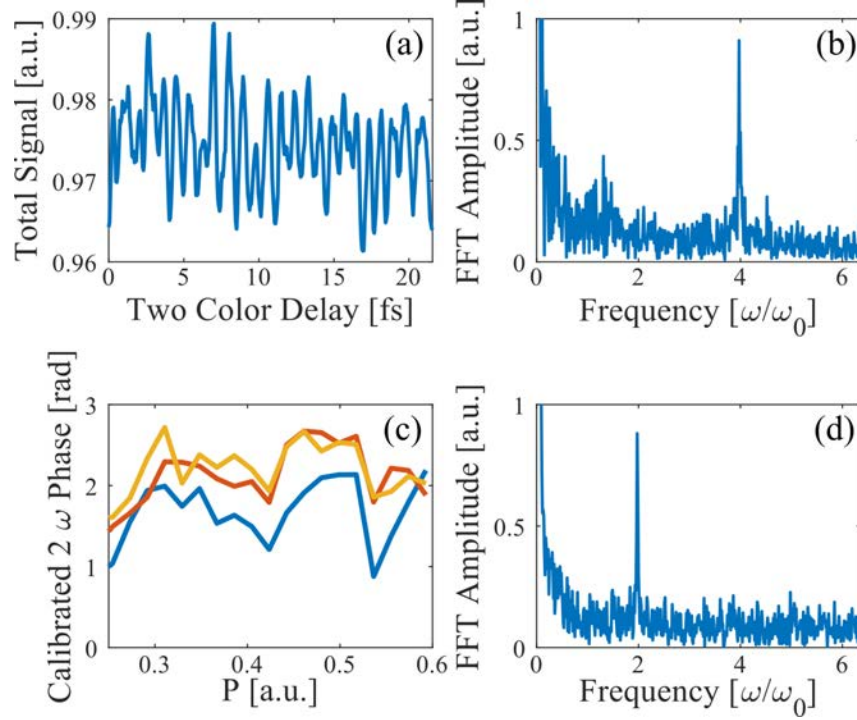 (a)
0.99
0.98
0.97
0.96
Total Signal [a.u.]
0 5 10 15 20
Two Color Delay [fs]
(b)
1
0.5
0
FFT Amplitude [a.u.]
0 2 4 6
Frequency [ω/ω₀]
(c)
3
2
1
0
Calibrated 2 ω Phase [rad]
0.3 0.4 0.5 0.6
P [a.u.]
(d)
1
0.5
0
FFT Amplitude [a.u.]
0 2 4 6
Frequency [ω/ω₀]